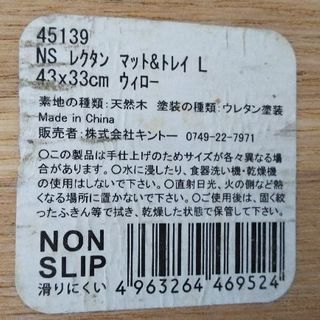 45139
NS レクタン マット&トレイ L
43x33cm ウィロー
素地の種類:天然木 塗装の種類:ウレタン塗装
Made in China
販売者:株式会社キントー 0749-22-7971
○この製品は手仕上げのためサイズが各々異なる場
合があります。○水に浸したり、食器洗い機・乾燥機
の使用はしないで下さい。○直射日光、火の側など熱
くなる場所に置かないで下さい。○ご使用後は、固く絞
ったふきん等で拭き、乾燥した状態で保管して下さい。
NON
SLIP
滑りにくい
4 963264 469524